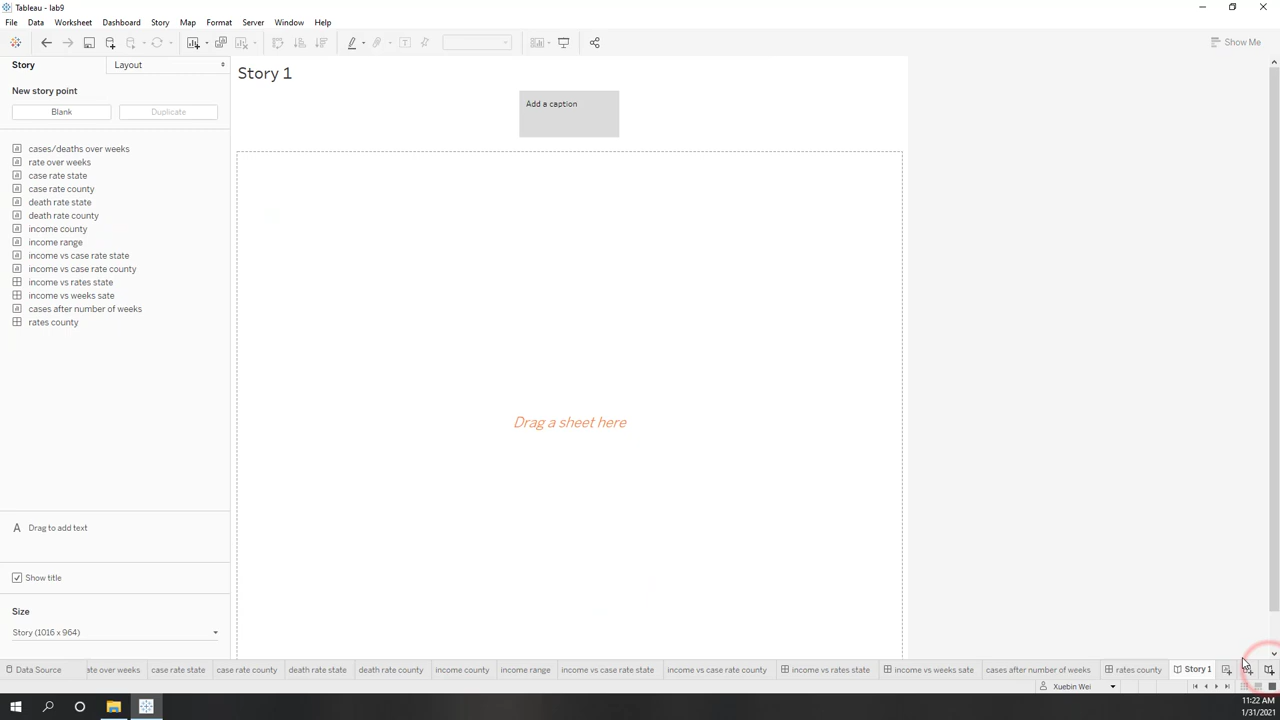 Tableau - lab9
File Data Worksheet Dashboard Story Map Format Server Window Help
Show Me
Story Layout
New story point
Blank Duplicate
cases/deaths over weeks
rate over weeks
case rate state
case rate county
death rate state
death rate county
income county
income range
income vs case rate state
income vs case rate county
income vs rates state
income vs weeks sate
cases after number of weeks
rates county
A Drag to add text
Show title
Size
Story (1016 x 964)
Story 1
Add a caption
Drag a sheet here
Data Source ate over weeks case rate state case rate county death rate state death rate county income county income range income vs case rate state income vs case rate county income vs rates state income vs weeks sate cases after number of weeks rates county Story 1
Xuebin Wei
11:22 AM
1/31/2021